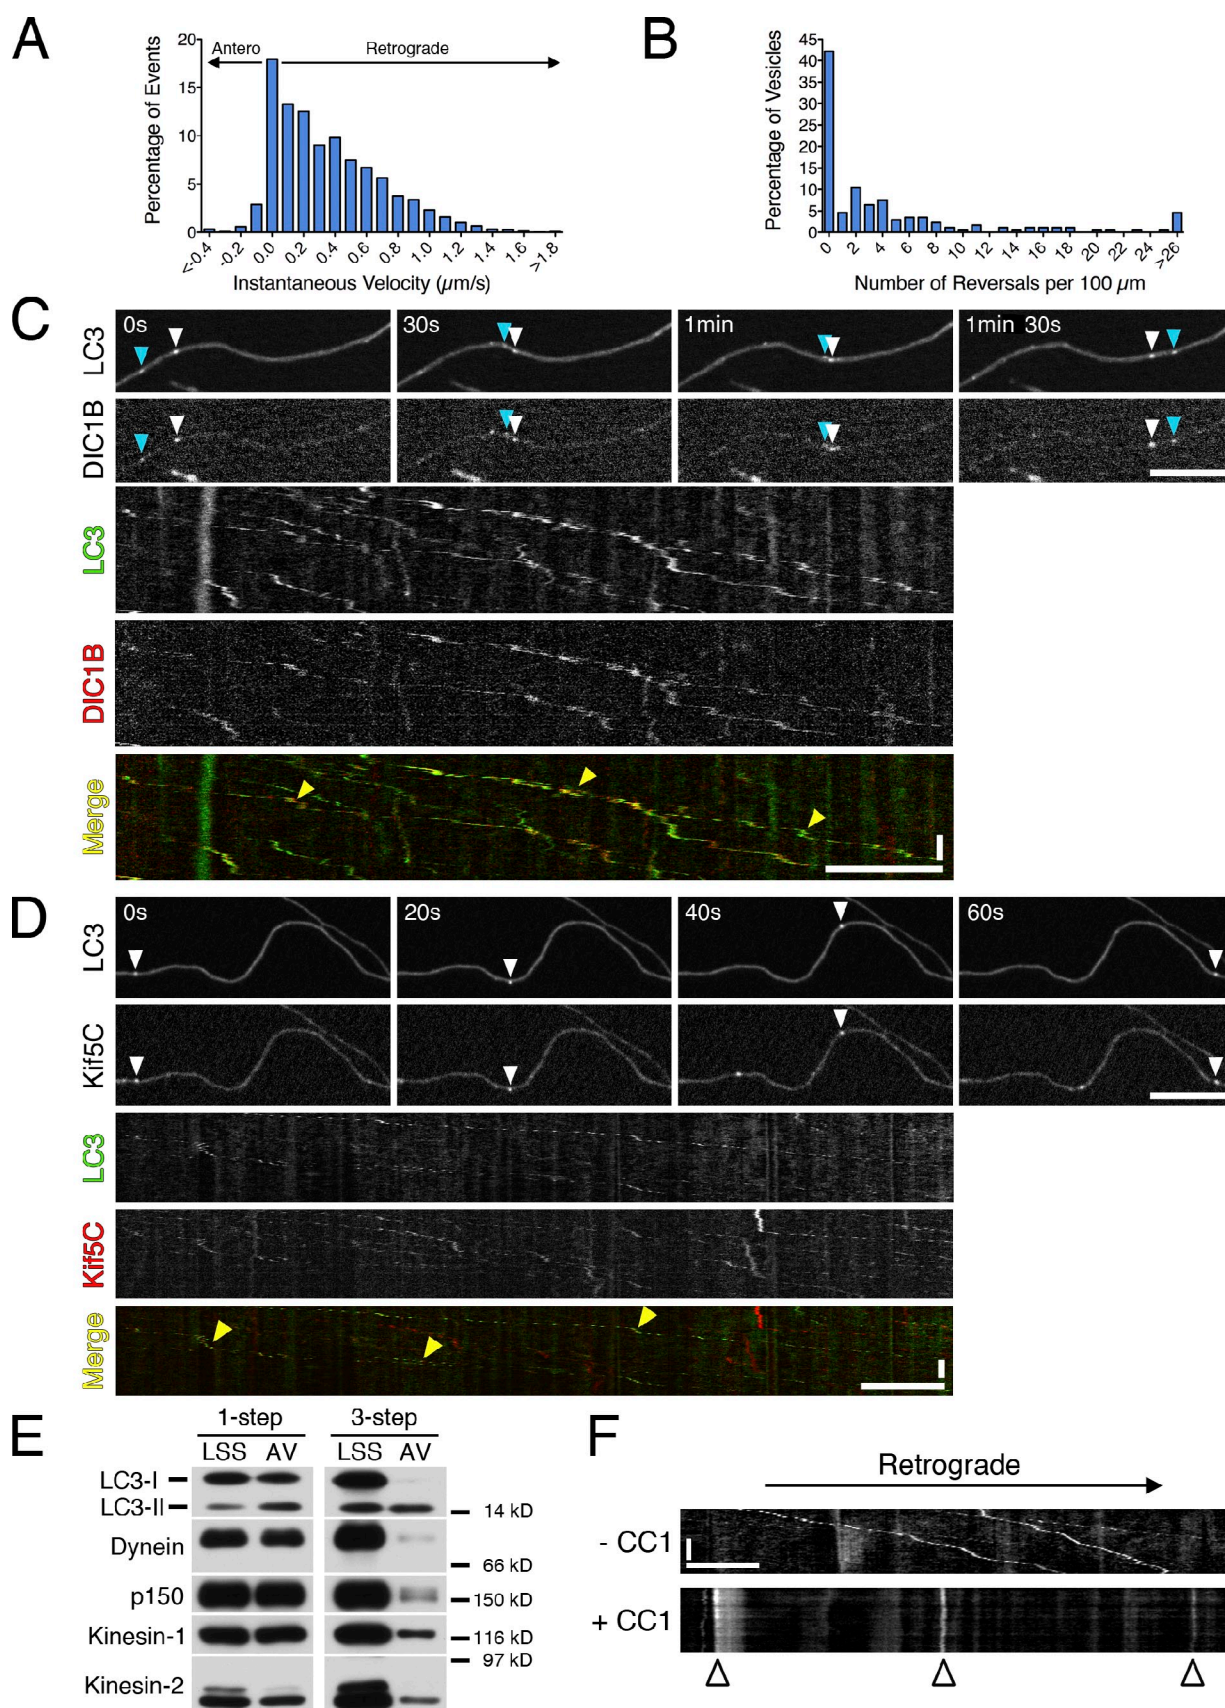 A
20
15
10
5
0
Percentage of Events
Antero
Retrograde
<-0.4
-0.2
0.0
0.2
0.4
0.6
0.8
1.0
1.2
1.4
1.6
>1.8
Instantaneous Velocity (µm/s)
B
45
40
35
30
25
20
15
10
5
0
Percentage of Vesicles
0
2
4
6
8
10
12
14
16
18
20
22
24
>26
Number of Reversals per 100 µm
C
LC3
0s
30s
1min
1min 30s
DIC1B
LC3
DIC1B
Merge
D
LC3
0s
20s
40s
60s
Kif5C
LC3
Kif5C
Merge
E
1-step
3-step
LSS AV
LSS AV
LC3-I
LC3-II
14 kD
Dynein
66 kD
p150
150 kD
Kinesin-1
116 kD
97 kD
Kinesin-2
F
Retrograde
- CC1
+ CC1